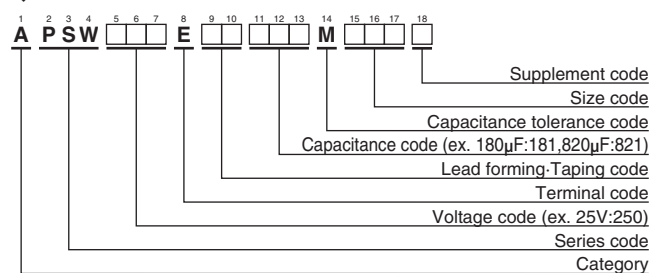 1 2 3 4 5 6 7 8 9 10 11 12 13 14 15 16 17 18
A P S W E M
Supplement code
Size code
Capacitance tolerance code
Capacitance code (ex. 180μF:181,820μF:821)
Lead forming·Taping code
Terminal code
Voltage code (ex. 25V:250)
Series code
Category